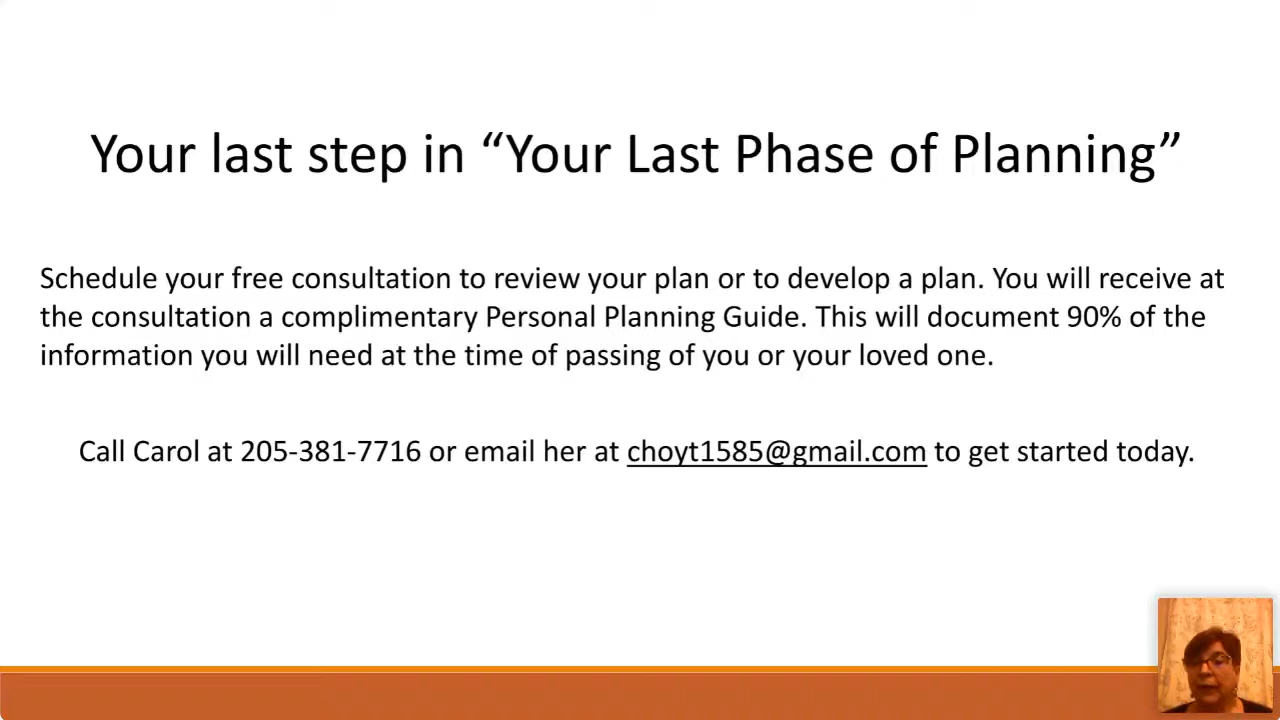 Your last step in “Your Last Phase of Planning”
Schedule your free consultation to review your plan or to develop a plan. You will receive at
the consultation a complimentary Personal Planning Guide. This will document 90% of the
information you will need at the time of passing of you or your loved one.
Call Carol at 205-381-7716 or email her at choyt1585@gmail.com to get started today.